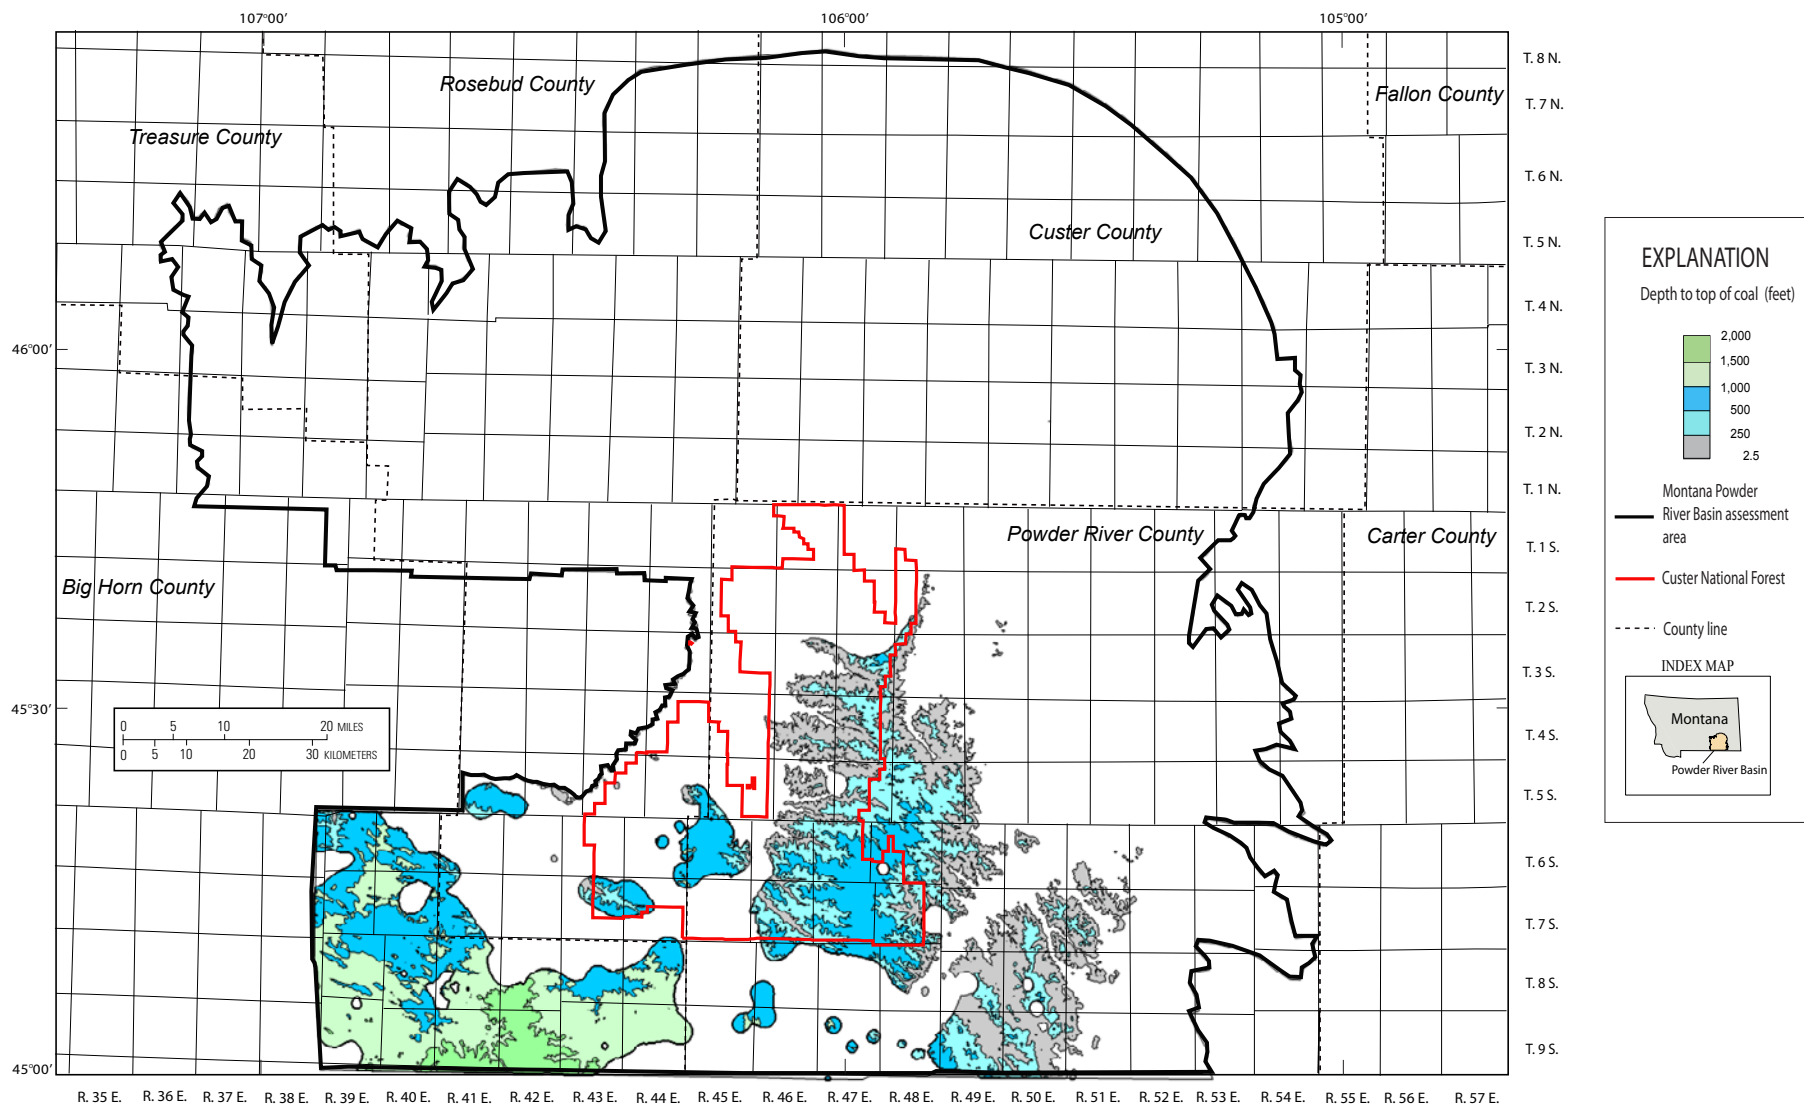 107°00′
106°00′
105°00′
T. 8 N.
Rosebud County
Fallon County
T. 7 N.
Treasure County
T. 6 N.
Custer County
T. 5 N.
T. 4 N.
46°00′
T. 3 N.
T. 2 N.
T. 1 N.
Powder River County
Carter County
T. 1 S.
Big Horn County
T. 2 S.
T. 3 S.
45°30′
T. 4S.
T. 5 S.
T. 6S.
T. 7S.
T. 8S.
T. 9 S.
45°00′
0 5 10 20 MILES
0 5 10 20 30 KILOMETERS
R. 35 E. R. 36 E. R. 37 E. R. 38 E. R. 39 E. R. 40 E. R. 41 E. R. 42 E. R. 43 E. R. 44 E. R. 45 E. R. 46 E. R. 47 E. R. 48 E. R. 49 E. R. 50 E. R. 51 E. R. 52 E. R. 53 E. R. 54 E. R. 55 E. R. 56 E. R. 57 E.
EXPLANATION
Depth to top of coal (feet)
2,000
1,500
1,000
500
250
2.5
Montana Powder
River Basin assessment
area
Custer National Forest
County line
INDEX MAP
Montana
Powder River Basin